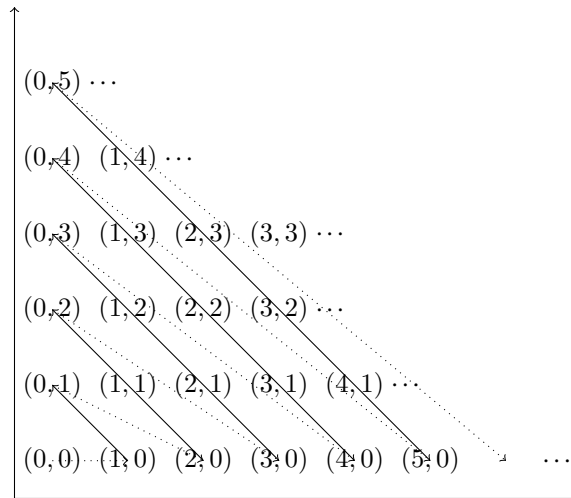 (0, 5) ⋯
(0, 4) (1, 4) ⋯
(0, 3) (1, 3) (2, 3) (3, 3) ⋯
(0, 2) (1, 2) (2, 2) (3, 2) ⋯
(0, 1) (1, 1) (2, 1) (3, 1) (4, 1) ⋯
(0, 0) (1, 0) (2, 0) (3, 0) (4, 0) (5, 0) ⋯